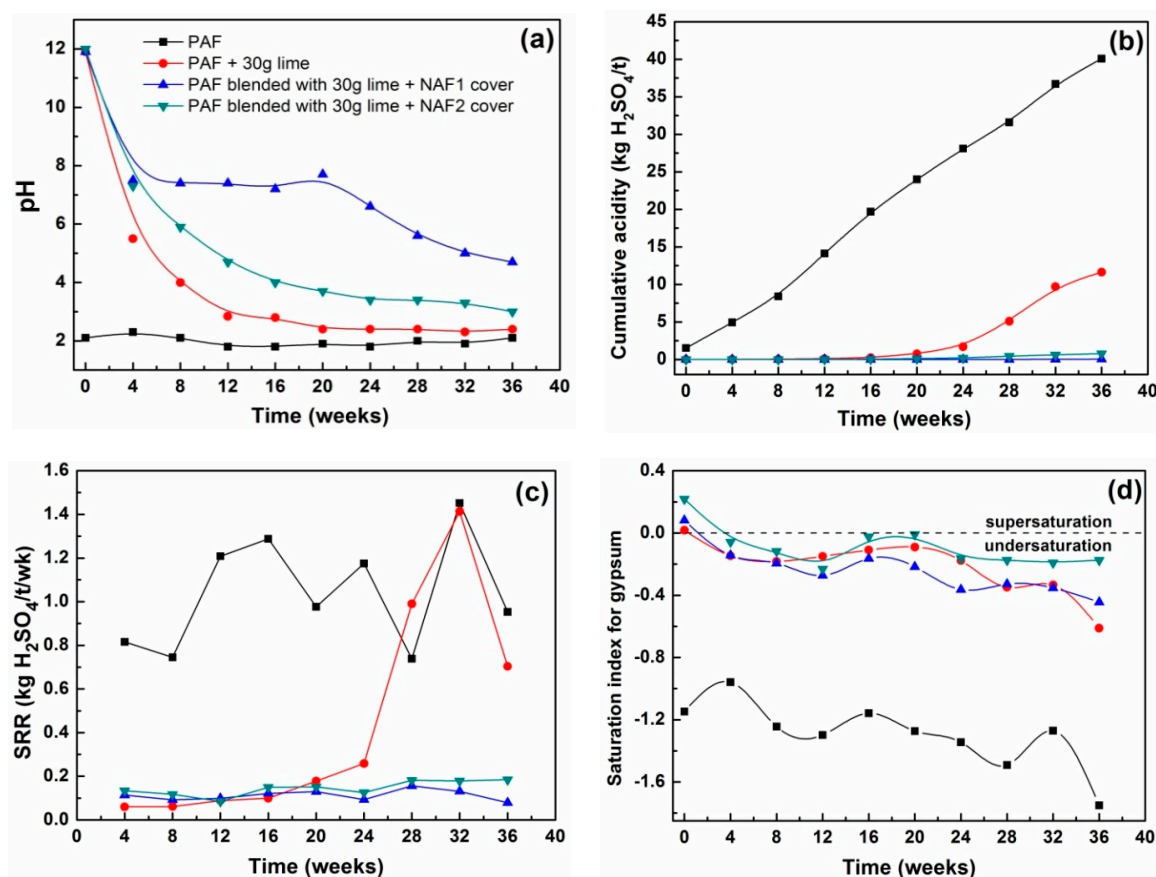 (a)
PAF
PAF + 30g lime
PAF blended with 30g lime + NAF1 cover
PAF blended with 30g lime + NAF2 cover
pH
12
10
8
6
4
2
0 4 8 12 16 20 24 28 32 36 40
Time (weeks)
(b)
Cumulative acidity (kg H₂SO₄/t)
45
40
35
30
25
20
15
10
5
0
0 4 8 12 16 20 24 28 32 36 40
Time (weeks)
(c)
SRR (kg H₂SO₄/t/wk)
1.6
1.4
1.2
1.0
0.8
0.6
0.4
0.2
0.0
0 4 8 12 16 20 24 28 32 36 40
Time (weeks)
(d)
Saturation index for gypsum
0.4
0.0
-0.4
-0.8
-1.2
-1.6
supersaturation
undersaturation
0 4 8 12 16 20 24 28 32 36 40
Time (weeks)